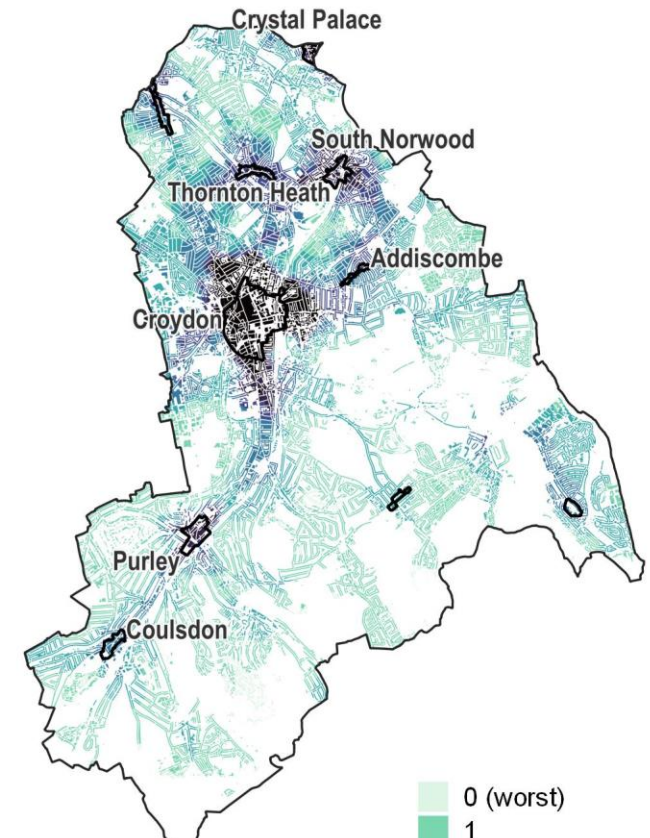 Crystal Palace
South Norwood
Thornton Heath
Addiscombe
Croydon
Purley
Coulsdon
0 (worst)
1